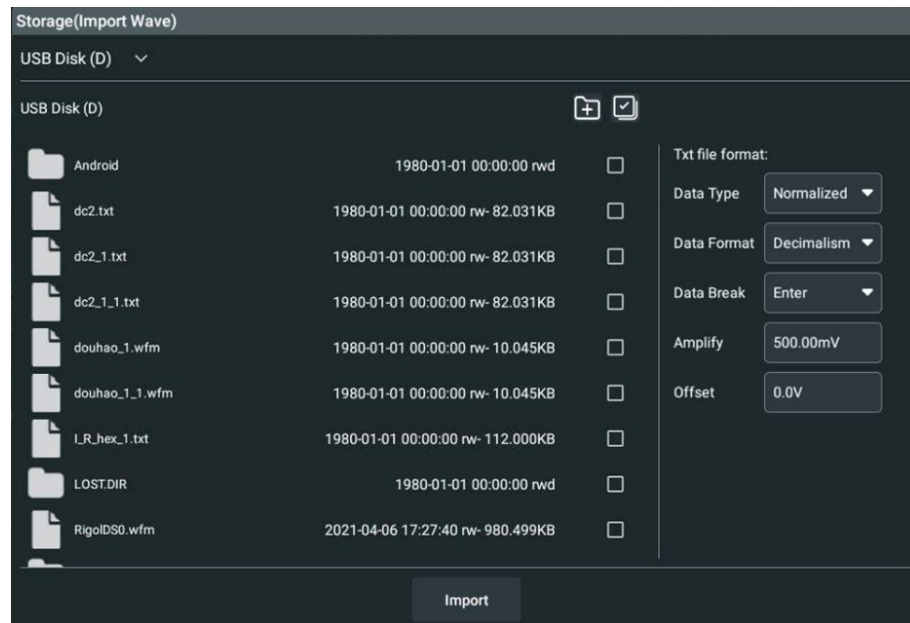 Storage(Import Wave)
USB Disk (D)
USB Disk (D)
Android 1980-01-01 00:00:00 rwd
dc2.txt 1980-01-01 00:00:00 rw- 82.031KB
dc2_1.txt 1980-01-01 00:00:00 rw- 82.031KB
dc2_1_1.txt 1980-01-01 00:00:00 rw- 82.031KB
douhao_1.wfm 1980-01-01 00:00:00 rw- 10.045KB
douhao_1_1.wfm 1980-01-01 00:00:00 rw- 10.045KB
I_R_hex_1.txt 1980-01-01 00:00:00 rw- 112.000KB
LOST.DIR 1980-01-01 00:00:00 rwd
RigolDS0.wfm 2021-04-06 17:27:40 rw- 980.499KB
Txt file format:
Data Type Normalized
Data Format Decimalism
Data Break Enter
Amplify 500.00mV
Offset 0.0V
Import